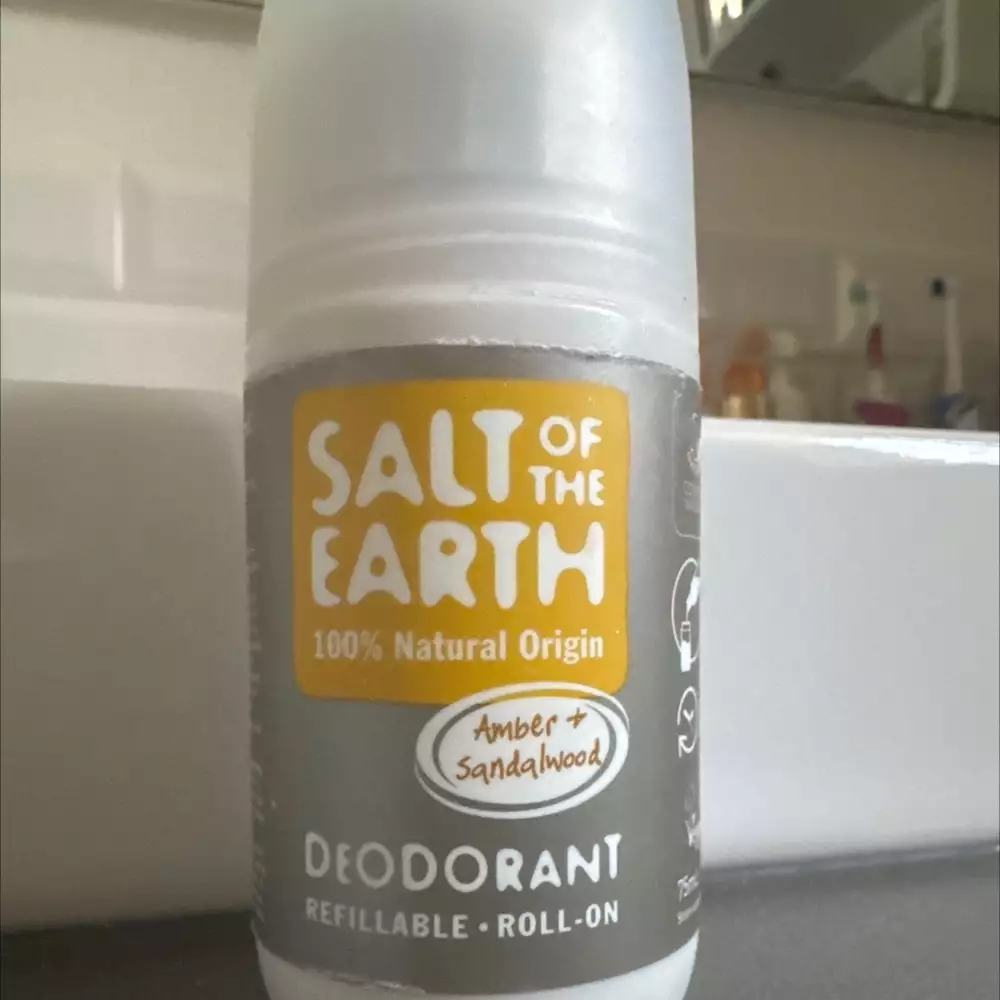 SALT OF THE
EARTH
100% Natural Origin
Amber +
Sandalwood
DEODORANT
REFILLABLE • ROLL-ON